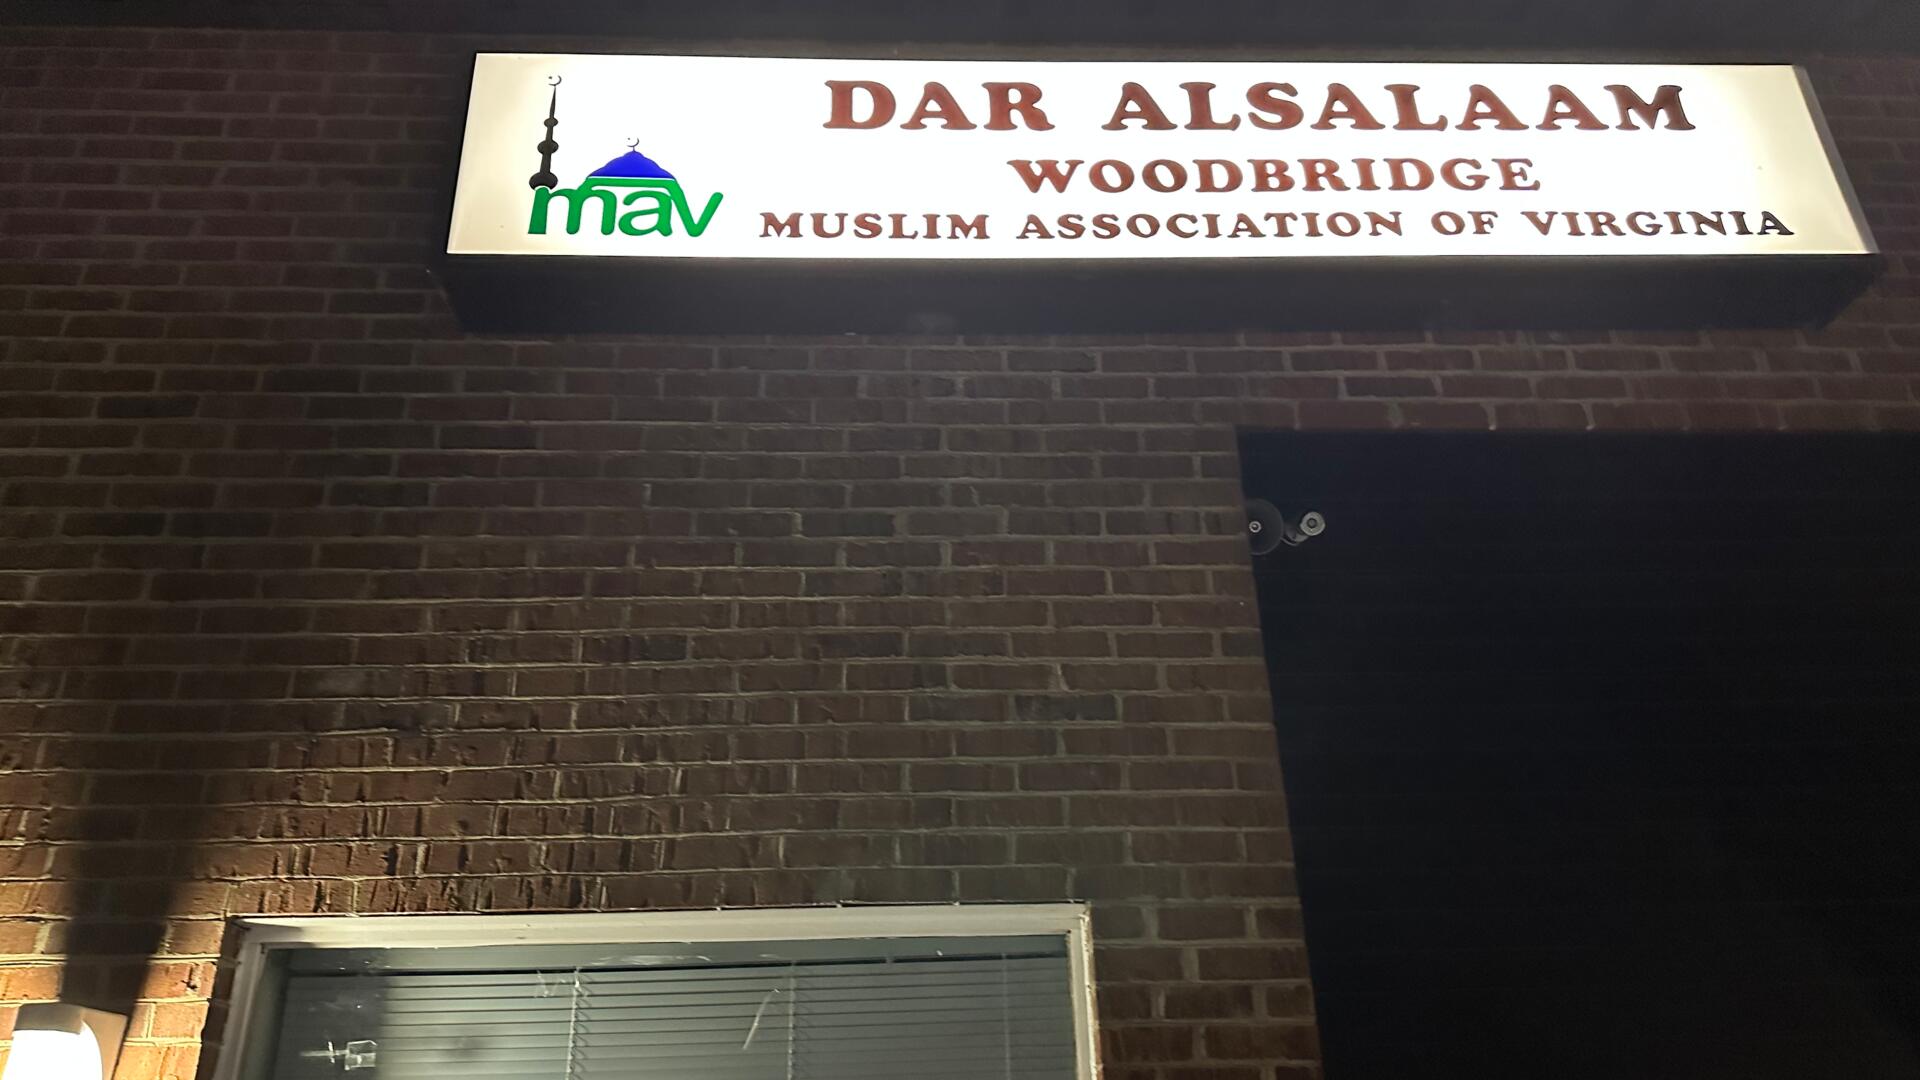 mav
DAR ALSALAAM
WOODBRIDGE
MUSLIM ASSOCIATION OF VIRGINIA